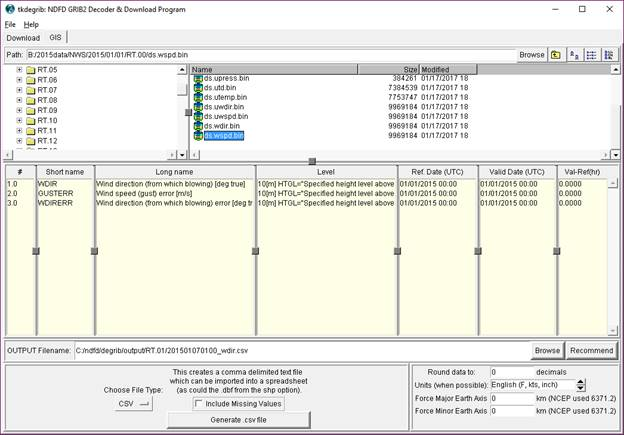 tkdegrib: NDFD GRIB2 Decoder & Download Program
File Help
Download GIS
Path: B:/2015data/NWS/2015/01/01/RT.00/ds.wspd.bin Browse
RT.05
RT.06
RT.07
RT.08
RT.09
RT.10
RT.11
RT.12
Name Size Modified
ds.upress.bin 384261 01/17/2017 18
ds.utd.bin 7384539 01/17/2017 18
ds.utemp.bin 7753747 01/17/2017 18
ds.uwdir.bin 9969184 01/17/2017 18
ds.uwspd.bin 9969184 01/17/2017 18
ds.wdir.bin 9969184 01/17/2017 18
ds.wspd.bin 9969184 01/17/2017 18
# Short name Long name Level Ref. Date (UTC) Valid Date (UTC) Val-Ref(hr)
1.0 WDIR Wind direction (from which blowing) [deg true] 10[m] HTGL="Specified height level above 01/01/2015 00:00 01/01/2015 00:00 0.0000
2.0 GUSTERR Wind speed (gust) error [m/s] 10[m] HTGL="Specified height level above 01/01/2015 00:00 01/01/2015 00:00 0.0000
3.0 WDIRERR Wind direction (from which blowing) error [deg tr 10[m] HTGL="Specified height level above 01/01/2015 00:00 01/01/2015 00:00 0.0000
OUTPUT Filename: C:/ndfd/degrib/output/RT.01/201501070100_wdir.csv Browse Recommend
This creates a comma delimited text file
which can be imported into a spreadsheet
(as could the .dbf from the shp option).
Choose File Type:
CSV
Include Missing Values
Generate .csv file
Round data to: 0 decimals
Units (when possible): English (F, kts, inch)
Force Major Earth Axis 0 km (NCEP used 6371.2)
Force Minor Earth Axis 0 km (NCEP used 6371.2)